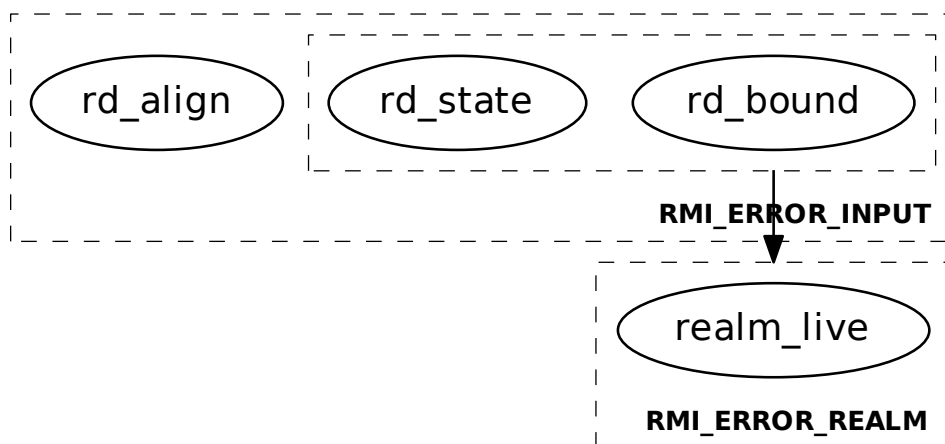 rd_align rd_state rd_bound
RMI_ERROR_INPUT
realm_live
RMI_ERROR_REALM